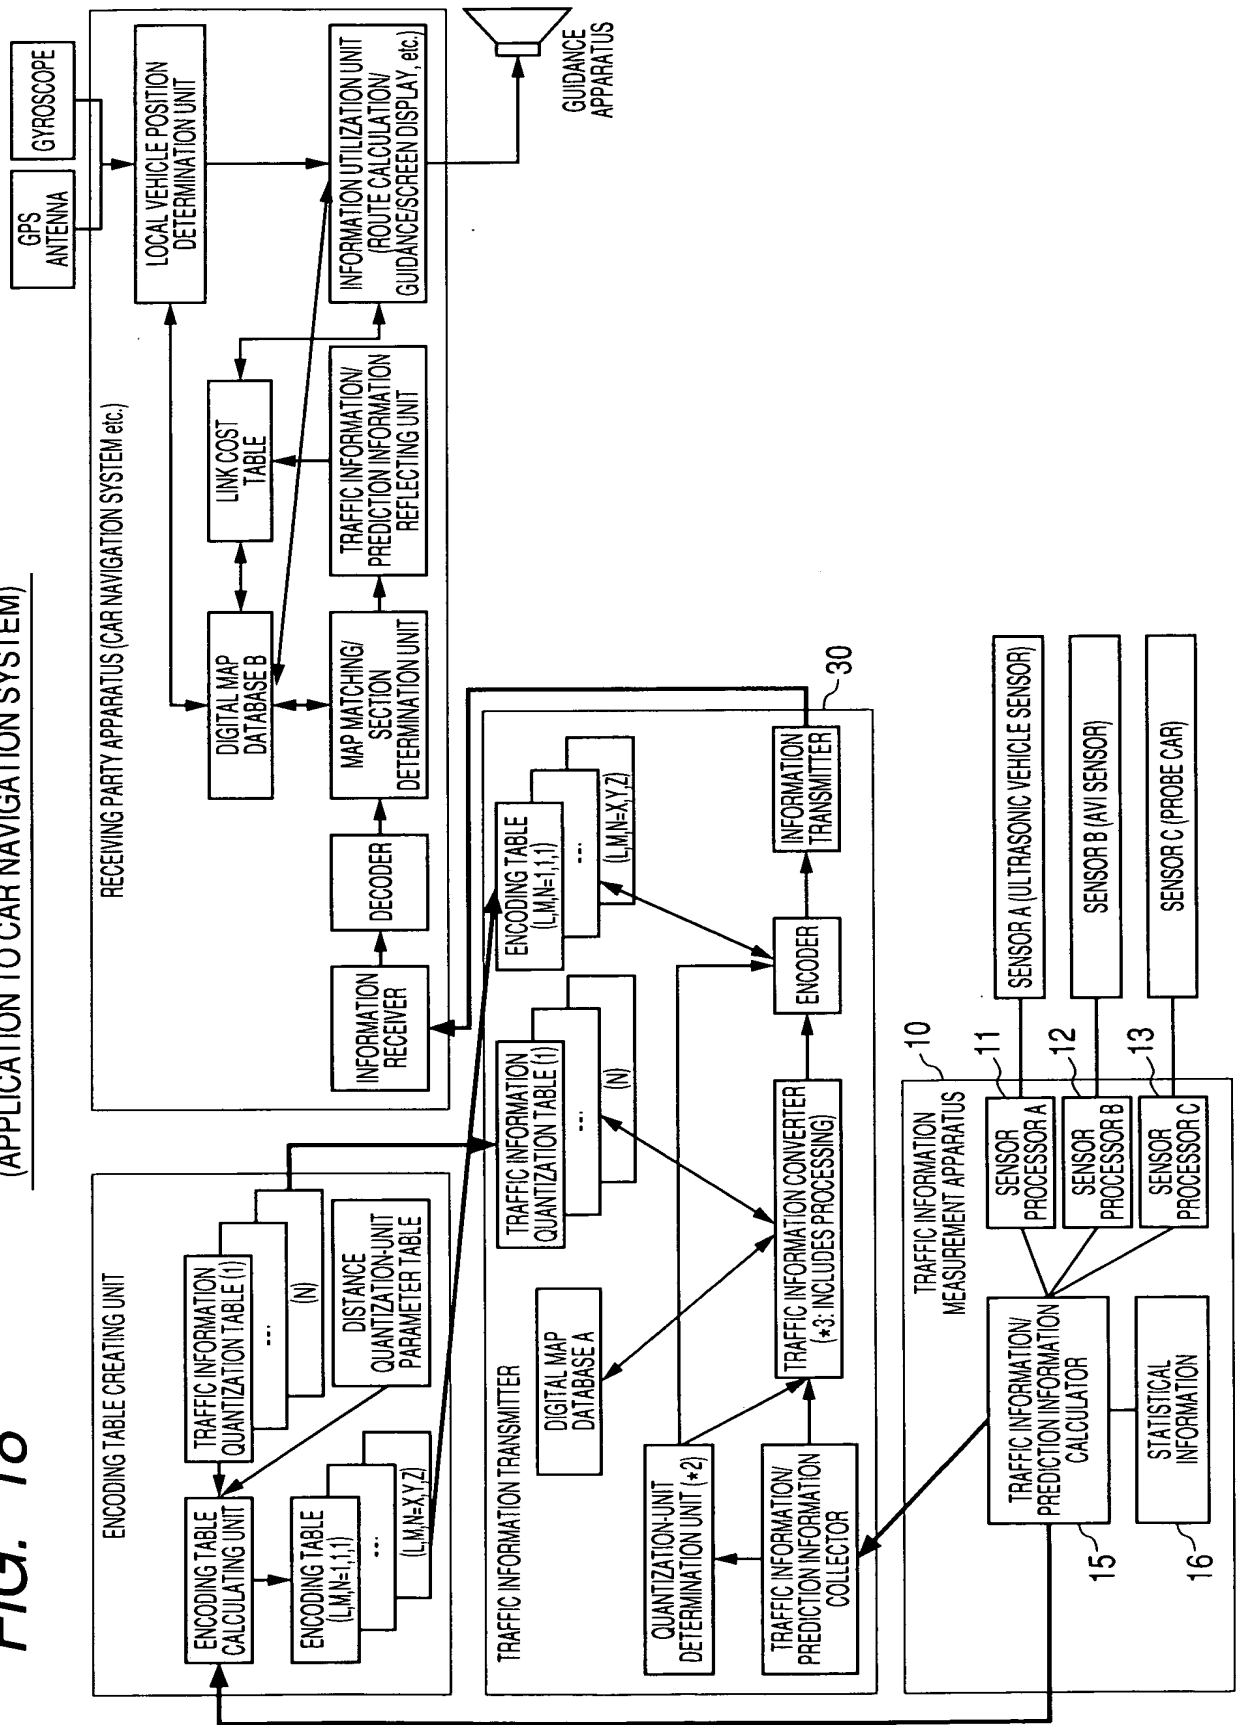 FIG. 18
(APPLICATION TO CAR NAVIGATION SYSTEM)
ENCODING TABLE CREATING UNIT
ENCODING TABLE
CALCULATING UNIT
TRAFFIC INFORMATION
QUANTIZATION TABLE (1)
...
(N)
DISTANCE
QUANTIZATION-UNIT
PARAMETER TABLE
ENCODING TABLE
(L,M,N=1,1,1)
...
(L,M,N=X,Y,Z)
RECEIVING PARTY APPARATUS (CAR NAVIGATION SYSTEM etc.)
GPS
ANTENNA
GYROSCOPE
LOCAL VEHICLE POSITION
DETERMINATION UNIT
DIGITAL MAP
DATABASE B
LINK COST
TABLE
INFORMATION
RECEIVER
DECODER
MAP MATCHING/
SECTION
DETERMINATION UNIT
TRAFFIC INFORMATION/
PREDICTION INFORMATION
REFLECTING UNIT
INFORMATION UTILIZATION UNIT
(ROUTE CALCULATION/
GUIDANCE/SCREEN DISPLAY, etc.)
GUIDANCE
APPARATUS
TRAFFIC INFORMATION TRANSMITTER
30
TRAFFIC INFORMATION
QUANTIZATION TABLE (1)
...
(N)
ENCODING TABLE
(L,M,N=1,1,1)
...
(L,M,N=X,Y,Z)
DIGITAL MAP
DATABASE A
QUANTIZATION-UNIT
DETERMINATION UNIT (*2)
TRAFFIC INFORMATION/
PREDICTION INFORMATION
COLLECTOR
TRAFFIC INFORMATION CONVERTER
(*3: INCLUDES PROCESSING)
ENCODER
INFORMATION
TRANSMITTER
TRAFFIC INFORMATION
MEASUREMENT APPARATUS
10
TRAFFIC INFORMATION/
PREDICTION INFORMATION
CALCULATOR
15
STATISTICAL
INFORMATION
16
SENSOR
PROCESSOR A
11
SENSOR
PROCESSOR B
12
SENSOR
PROCESSOR C
13
SENSOR A (ULTRASONIC VEHICLE SENSOR)
SENSOR B (AVI SENSOR)
SENSOR C (PROBE CAR)